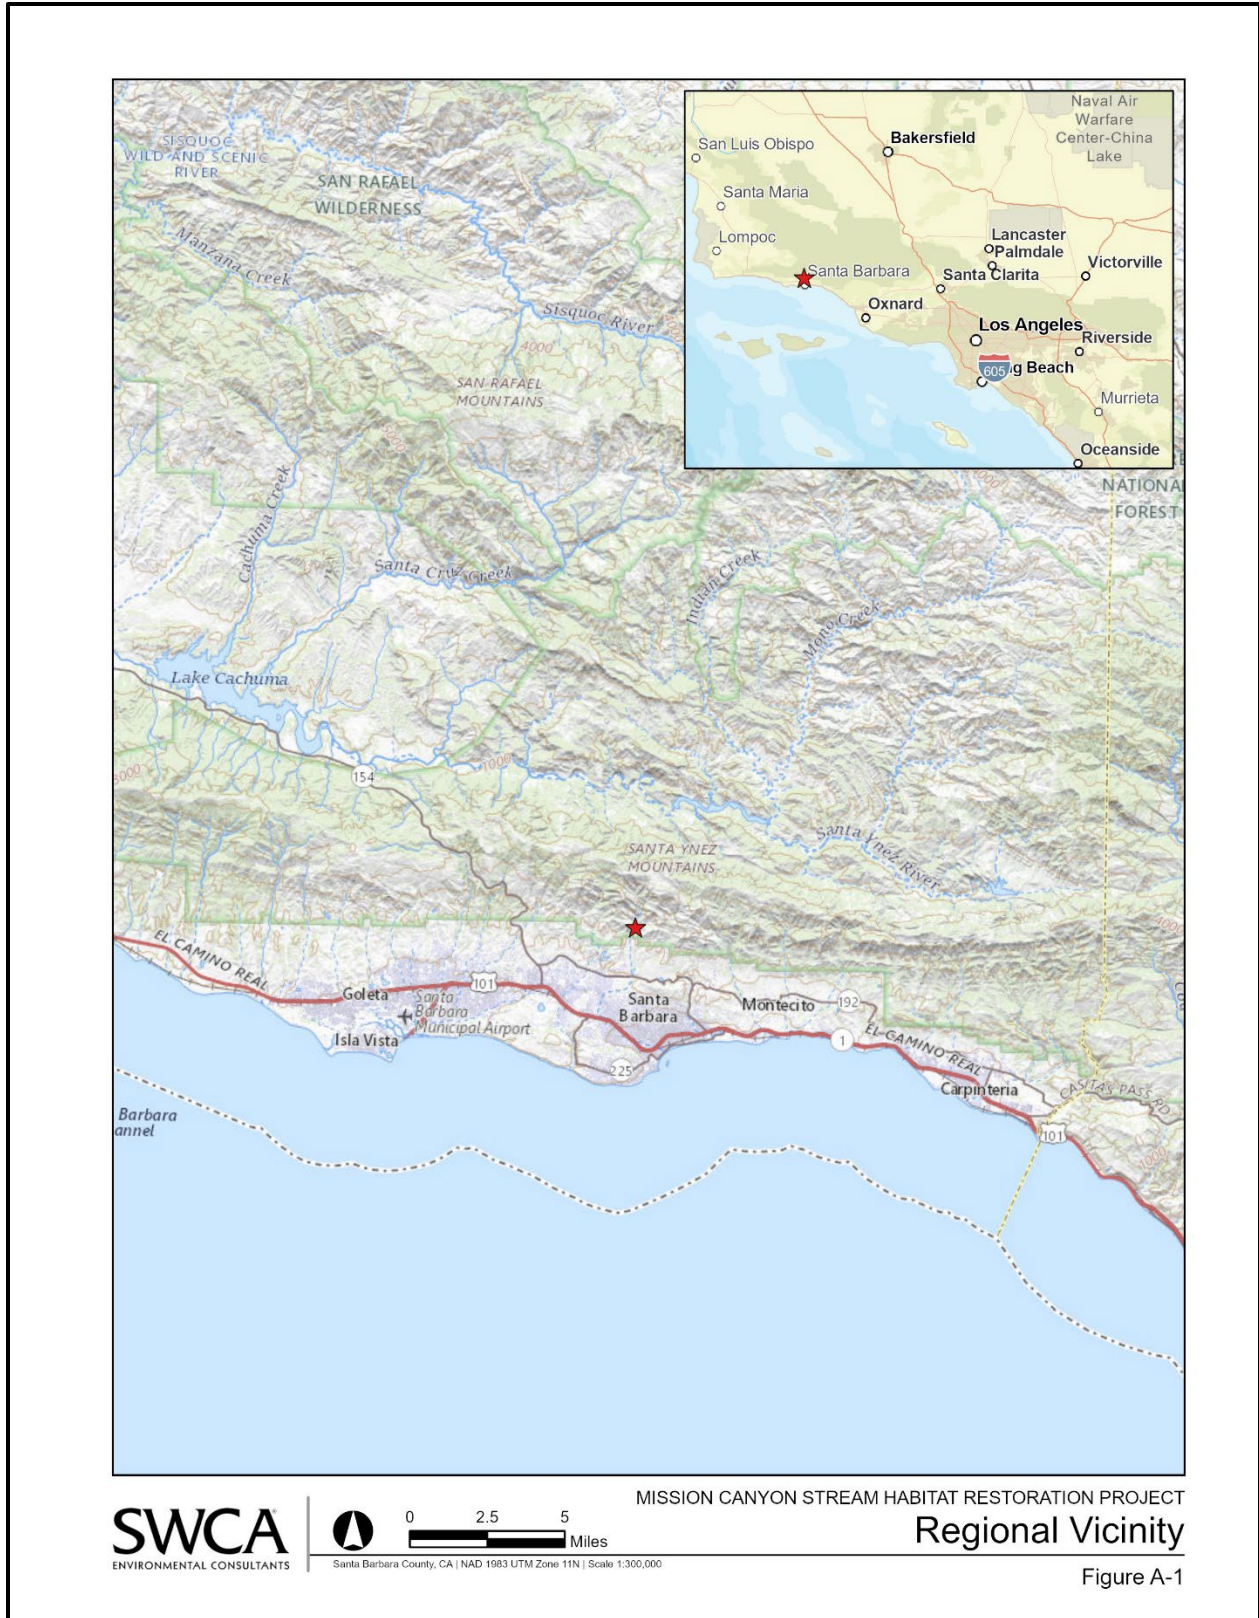 SISQUOC
WILD AND SCENIC
RIVER
SAN RAFAEL
WILDERNESS
Manzana Creek
Sisquoc River
4000
SAN RAFAEL
MOUNTAINS
5000
Naval Air
Warfare
Center-China
Lake
Bakersfield
San Luis Obispo
Santa Maria
Lompoc
Lancaster
Palmdale
Victorville
Santa Barbara
Santa Clarita
Oxnard
Los Angeles
Riverside
605
g Beach
Murrieta
Oceanside
NATIONA
FOREST
Cachuma Creek
Santa Cruz Creek
Indian Creek
Mono Creek
Lake Cachuma
154
1000
3000
Santa Ynez River
SANTA YNEZ
MOUNTAINS
EL CAMINO REAL
101
Goleta
Santa
Barbara
Municipal Airport
Isla Vista
Santa
Barbara
Montecito
192
225
1
EL CAMINO REAL
Carpinteria
CASITAS PASS RD
101
1000
Barbara
annel
SWCA
ENVIRONMENTAL CONSULTANTS
0 2.5 5
Miles
Santa Barbara County, CA | NAD 1983 UTM Zone 11N | Scale 1:300,000
MISSION CANYON STREAM HABITAT RESTORATION PROJECT
Regional Vicinity
Figure A-1